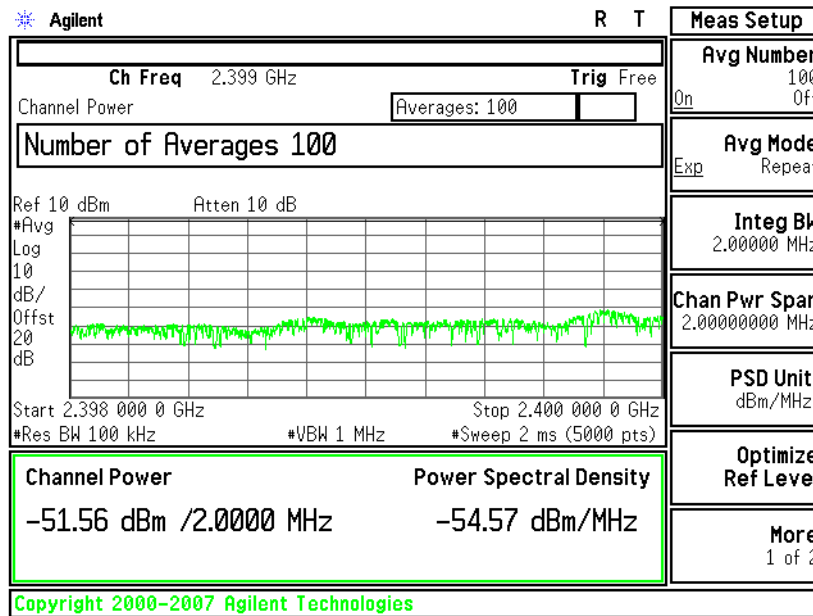 Agilent R T Meas Setup
Ch Freq 2.399 GHz Trig Free
Channel Power Averages: 100
Number of Averages 100
Ref 10 dBm Atten 10 dB
#Avg
Log
10
dB/
Offst
20
dB
Start 2.398 000 0 GHz Stop 2.400 000 0 GHz
#Res BW 100 kHz #VBW 1 MHz #Sweep 2 ms (5000 pts)
Channel Power Power Spectral Density
-51.56 dBm /2.0000 MHz -54.57 dBm/MHz
Copyright 2000-2007 Agilent Technologies
Avg Number
100
On Off
Avg Mode
Exp Repeat
Integ BW
2.00000 MHz
Chan Pwr Span
2.00000000 MHz
PSD Unit
dBm/MHz
Optimize
Ref Level
More
1 of 2